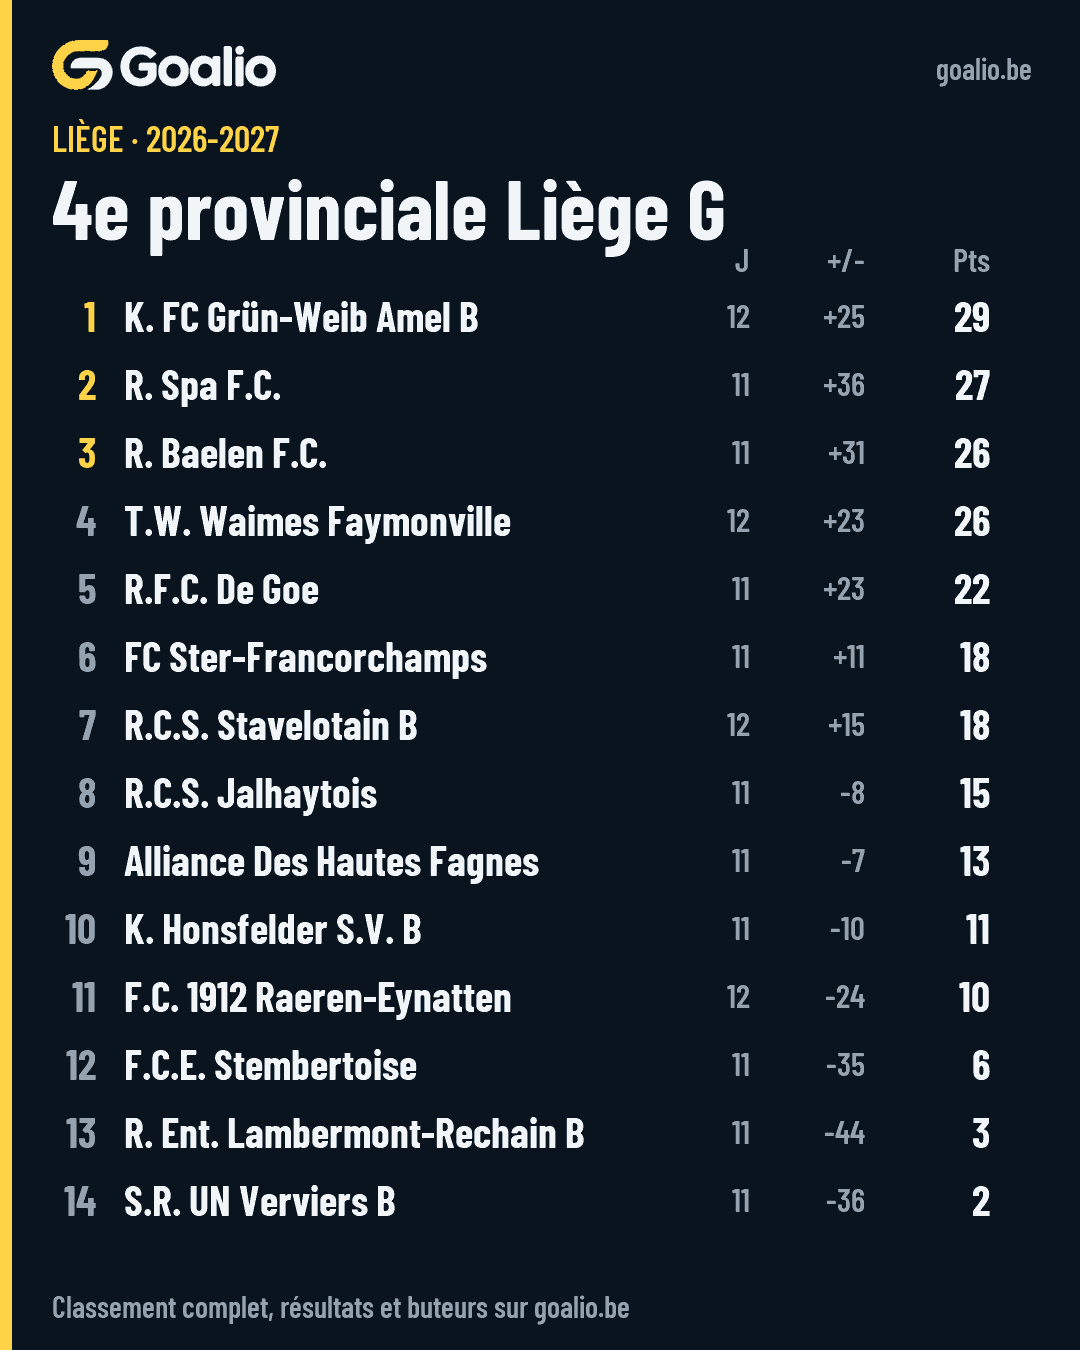 Goalio
goalio.be
LIÈGE · 2026-2027
4e provinciale Liège G
J +/- Pts
1 K. FC Grün-Weib Amel B 12 +25 29
2 R. Spa F.C. 11 +36 27
3 R. Baelen F.C. 11 +31 26
4 T.W. Waimes Faymonville 12 +23 26
5 R.F.C. De Goe 11 +23 22
6 FC Ster-Francorchamps 11 +11 18
7 R.C.S. Stavelotain B 12 +15 18
8 R.C.S. Jalhaytois 11 -8 15
9 Alliance Des Hautes Fagnes 11 -7 13
10 K. Honsfelder S.V. B 11 -10 11
11 F.C. 1912 Raeren-Eynatten 12 -24 10
12 F.C.E. Stembertoise 11 -35 6
13 R. Ent. Lambermont-Rechain B 11 -44 3
14 S.R. UN Verviers B 11 -36 2
Classement complet, résultats et buteurs sur goalio.be